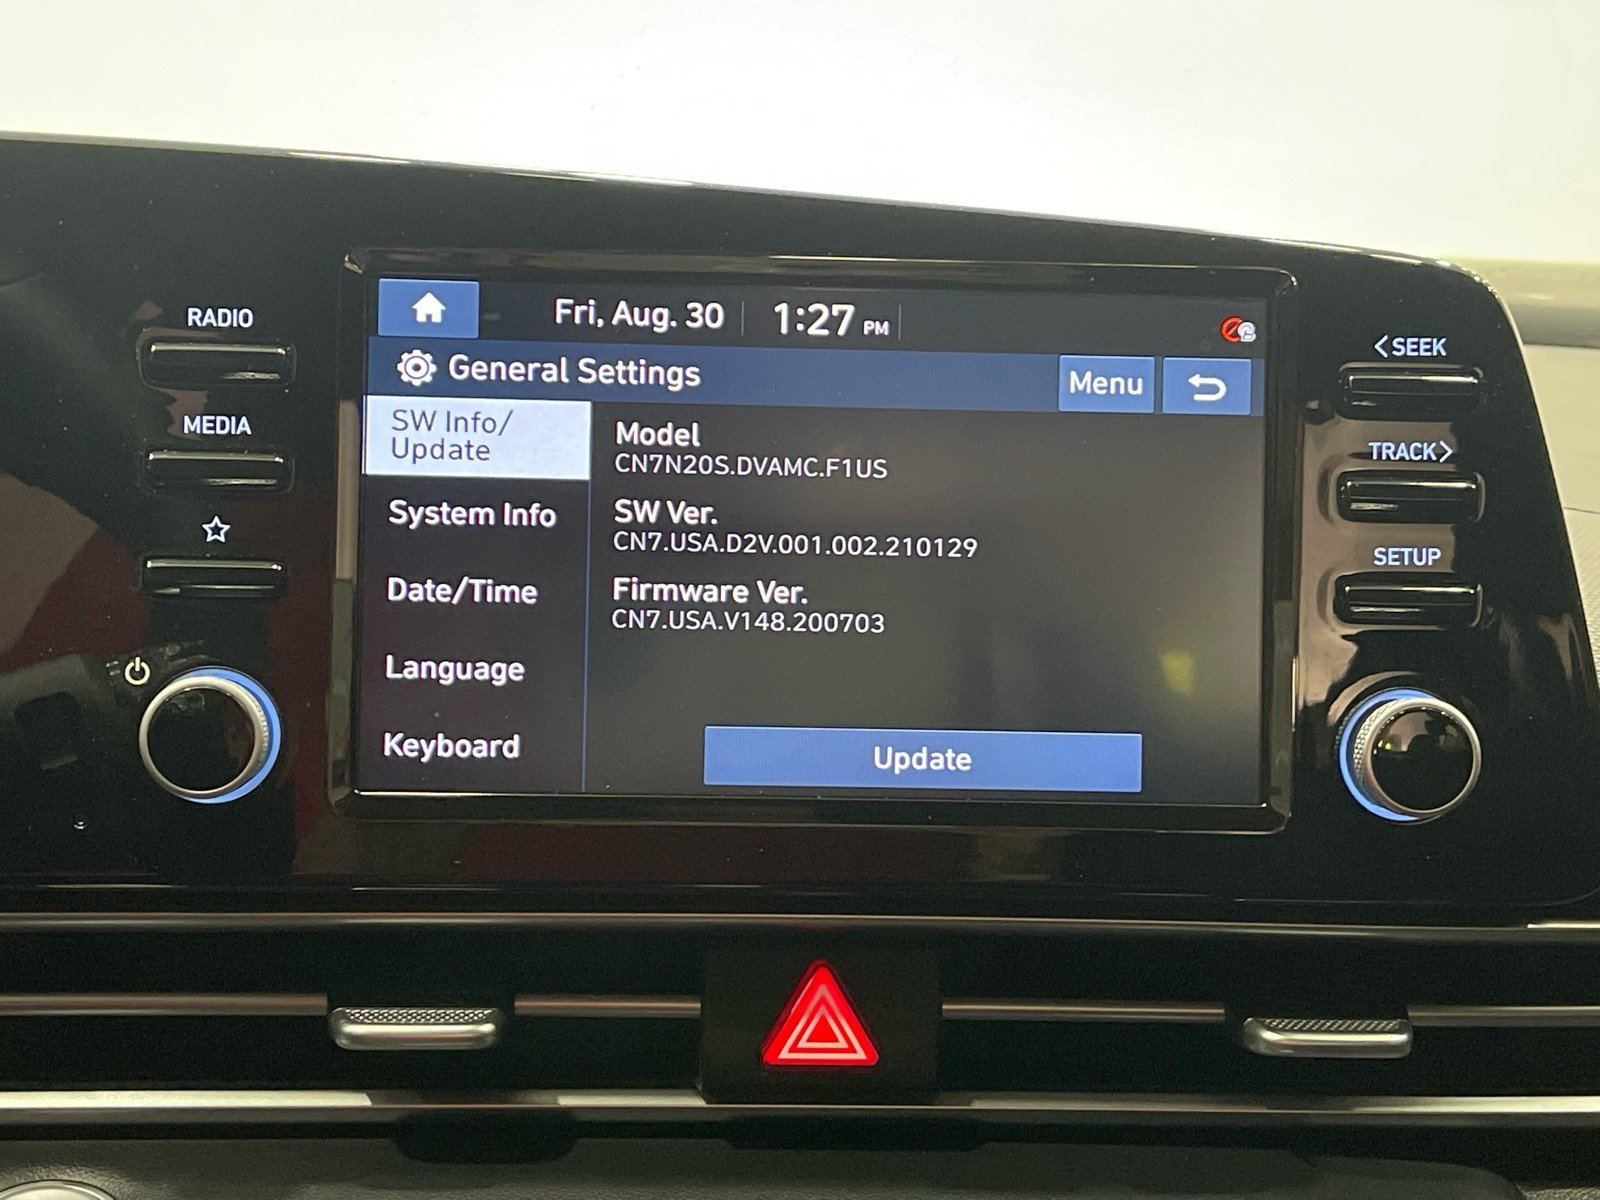 RADIO
MEDIA
Fri, Aug. 30
1:27 PM
General Settings
Menu
SW Info/
Update
System Info
Date/Time
Language
Keyboard
Model
CN7N20S.DVAMC.F1US
SW Ver.
CN7.USA.D2V.001.002.210129
Firmware Ver.
CN7.USA.V148.200703
Update
<SEEK
TRACK>
SETUP